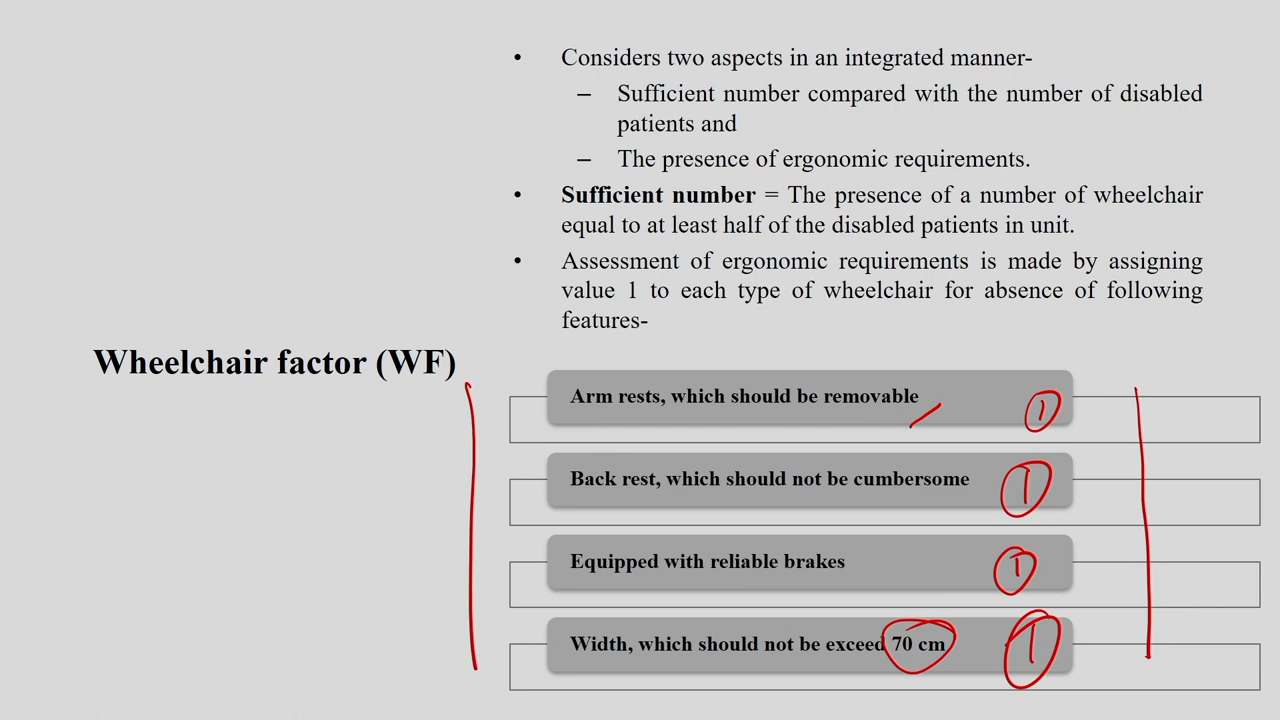 • Considers two aspects in an integrated manner-
– Sufficient number compared with the number of disabled
patients and
– The presence of ergonomic requirements.
• Sufficient number = The presence of a number of wheelchair
equal to at least half of the disabled patients in unit.
• Assessment of ergonomic requirements is made by assigning
value 1 to each type of wheelchair for absence of following
features-
Wheelchair factor (WF)
Arm rests, which should be removable 1
Back rest, which should not be cumbersome 1
Equipped with reliable brakes 1
Width, which should not be exceed 70 cm 1